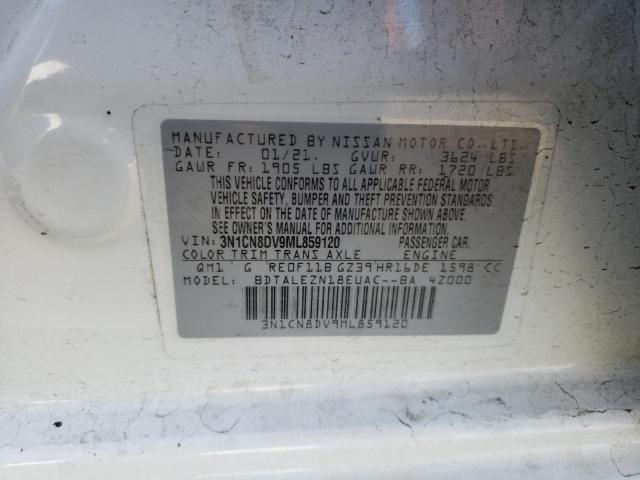 MANUFACTURED BY NISSAN MOTOR CO., LTD.
DATE: 01/21. GVWR: 3624 LBS
GAWR FR: 1905 LBS GAWR RR: 1720 LBS
THIS VEHICLE CONFORMS TO ALL APPLICABLE FEDERAL MOTOR
VEHICLE SAFETY, BUMPER AND THEFT PREVENTION STANDARDS
IN EFFECT ON THE DATE OF MANUFACTURE SHOWN ABOVE.
SEE OWNER'S MANUAL FOR ADDITIONAL INFORMATION.
VIN: 3N1CN8DV9ML859120 PASSENGER CAR.
COLOR TRIM TRANS AXLE ENGINE
QM1 G RE0F11B GZ39 HR16DE 1598 CC
MODEL: BDTALEZN18EUAC--BA 4Z000
3N1CN8DV9ML859120